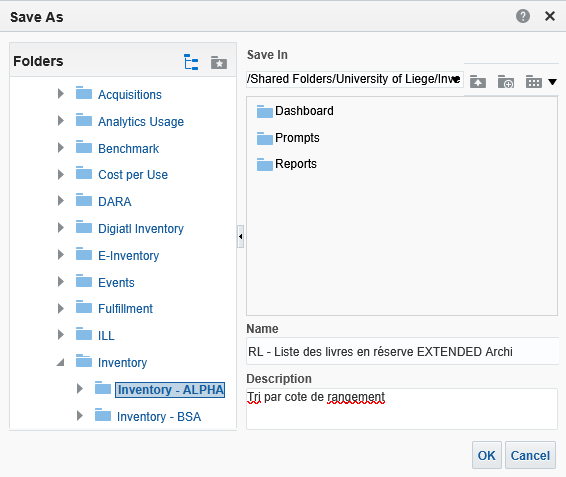 Save As
Folders
Acquisitions
Analytics Usage
Benchmark
Cost per Use
DARA
Digiatl Inventory
E-Inventory
Events
Fulfillment
ILL
Inventory
Inventory - ALPHA
Inventory - BSA
Save In
/Shared Folders/University of Liege/Inve
Dashboard
Prompts
Reports
Name
RL - Liste des livres en réserve EXTENDED Archi
Description
Tri par cote de rangement
OK
Cancel